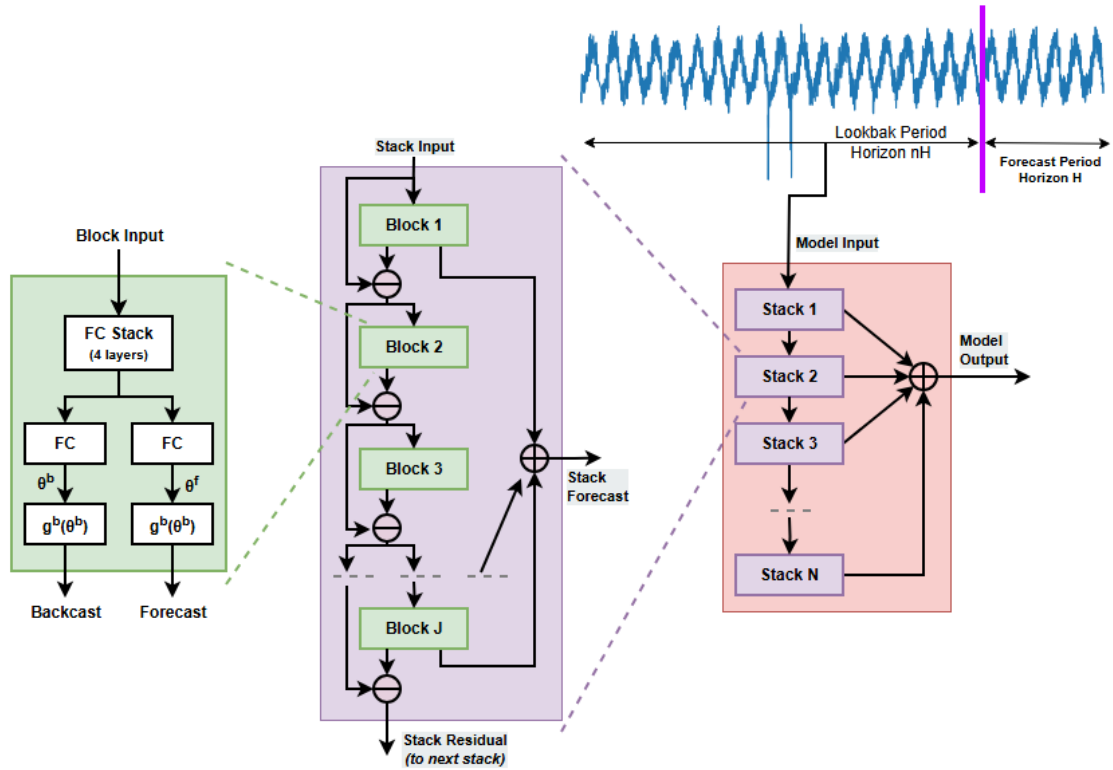 Lookbak Period
Horizon nH
Forecast Period
Horizon H
Stack Input
Block 1
Block 2
Block 3
Block J
Stack
Forecast
Stack Residual
(to next stack)
Block Input
FC Stack
(4 layers)
FC
FC
θᵇ
θᶠ
gᵇ(θᵇ)
gᵇ(θᵇ)
Backcast
Forecast
Model Input
Stack 1
Stack 2
Stack 3
Stack N
Model
Output